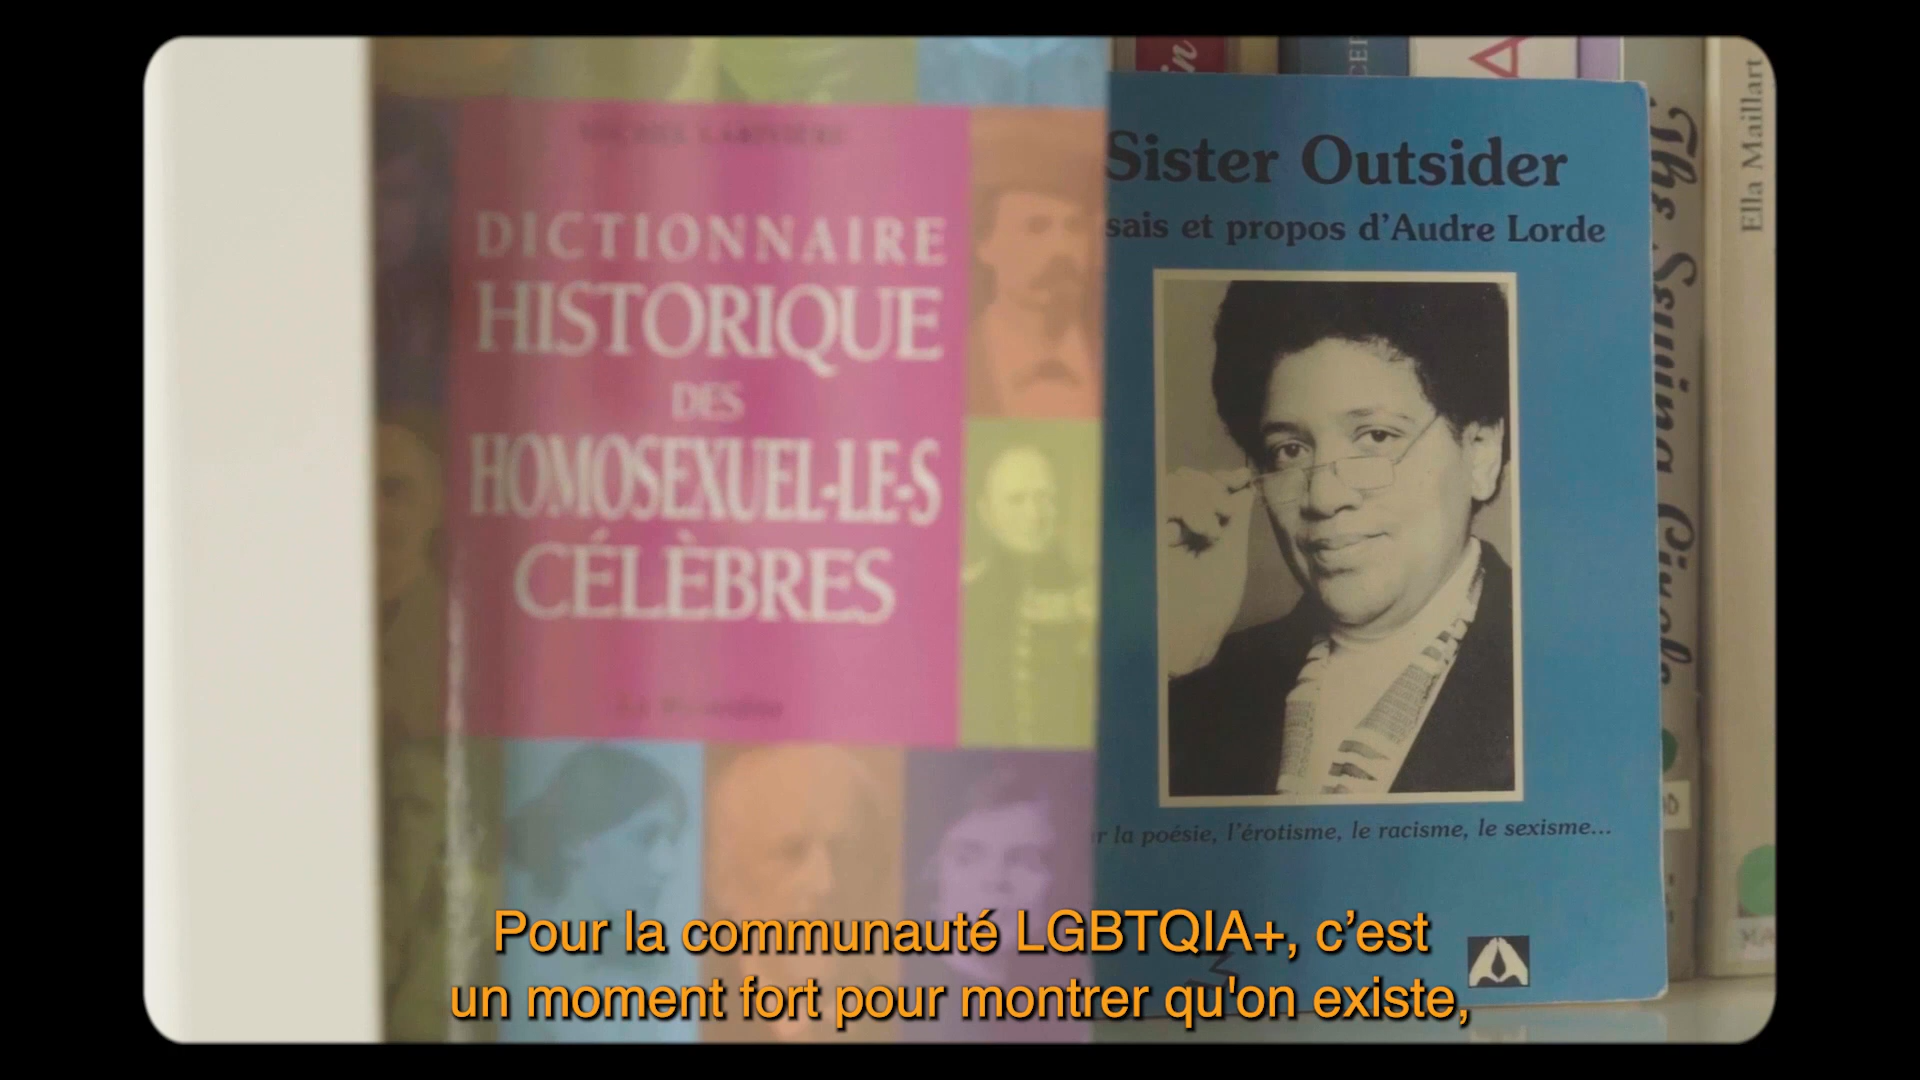 DICTIONNAIRE
HISTORIQUE
DES
HOMOSEXUEL-LE-S
CÉLÈBRES
Sister Outsider
sais et propos d'Audre Lorde
r la poésie, l'érotisme, le racisme, le sexisme...
in
Ella Maillart
Pour la communauté LGBTQIA+, c'est
un moment fort pour montrer qu'on existe,